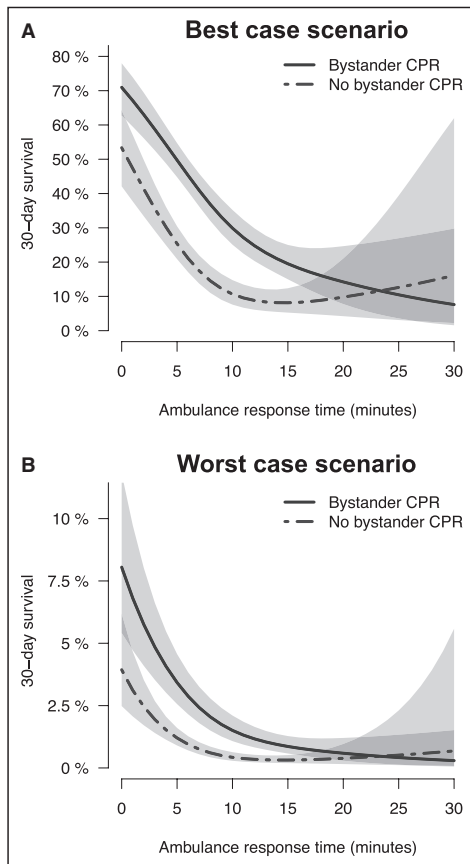 A
Best case scenario
80 %
70 %
60 %
50 %
40 %
30 %
20 %
10 %
0 %
30−day survival
Bystander CPR
No bystander CPR
0 5 10 15 20 25 30
Ambulance response time (minutes)
B
Worst case scenario
10 %
7.5 %
5 %
2.5 %
0 %
30−day survival
Bystander CPR
No bystander CPR
0 5 10 15 20 25 30
Ambulance response time (minutes)